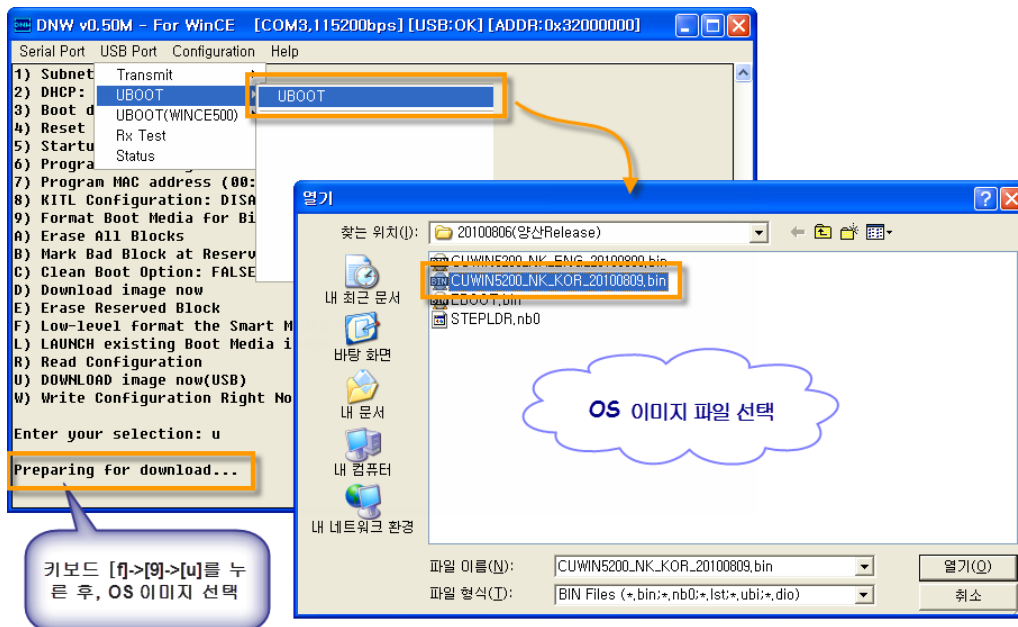 DNW v0.50M - For WinCE [COM3,115200bps] [USB:OK] [ADDR:0x32000000]
Serial Port USB Port Configuration Help
1) Subnet
2) DHCP:
3) Boot d
4) Reset
5) Startu
6) Progra
7) Program MAC address (00:
8) KITL Configuration: DISA
9) Format Boot Media for Bi
A) Erase All Blocks
B) Mark Bad Block at Reserv
C) Clean Boot Option: FALSE
D) Download image now
E) Erase Reserved Block
F) Low-level format the Smart M
L) LAUNCH existing Boot Media i
R) Read Configuration
U) DOWNLOAD image now(USB)
W) Write Configuration Right No
Enter your selection: u
Preparing for download...
Transmit
UBOOT
UBOOT(WINCE500)
Rx Test
Status
UBOOT
열기
찾는 위치(I):
20100806(양산Release)
내 최근 문서
바탕 화면
내 문서
내 컴퓨터
내 네트워크 환경
CUWIN5200_NK_ENG_20100809.bin
CUWIN5200_NK_KOR_20100809.bin
EBOOT.bin
STEPLDR.nb0
OS 이미지 파일 선택
파일 이름(N):
CUWIN5200_NK_KOR_20100809.bin
열기(O)
파일 형식(T):
BIN Files (*.bin;*.nb0;*.lst;*.ubi;*.dio)
취소
키보드 [f]->[9]->[u]를 누
른 후, OS 이미지 선택